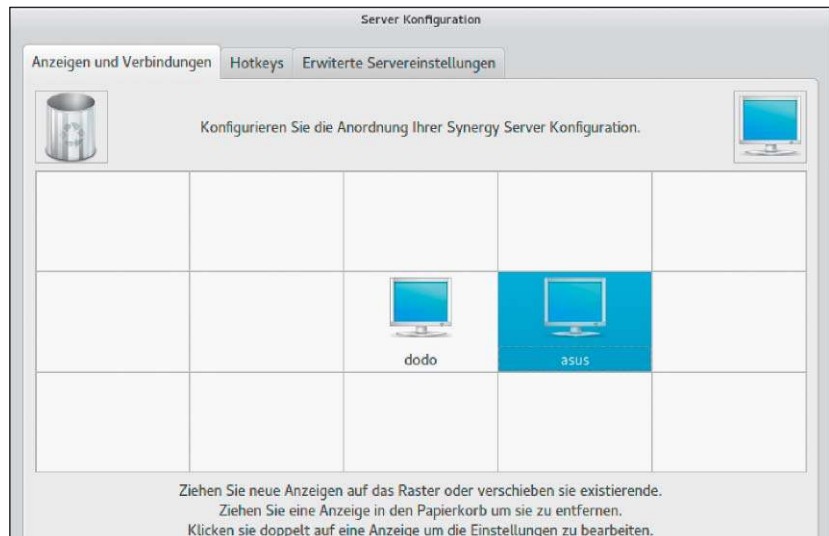 Server Konfiguration
Anzeigen und Verbindungen Hotkeys Erwiterte Servereinstellungen
Konfigurieren Sie die Anordnung Ihrer Synergy Server Konfiguration.
dodo asus
Ziehen Sie neue Anzeigen auf das Raster oder verschieben sie existierende.
Ziehen Sie eine Anzeige in den Papierkorb um sie zu entfernen.
Klicken sie doppelt auf eine Anzeige um die Einstellungen zu bearbeiten.